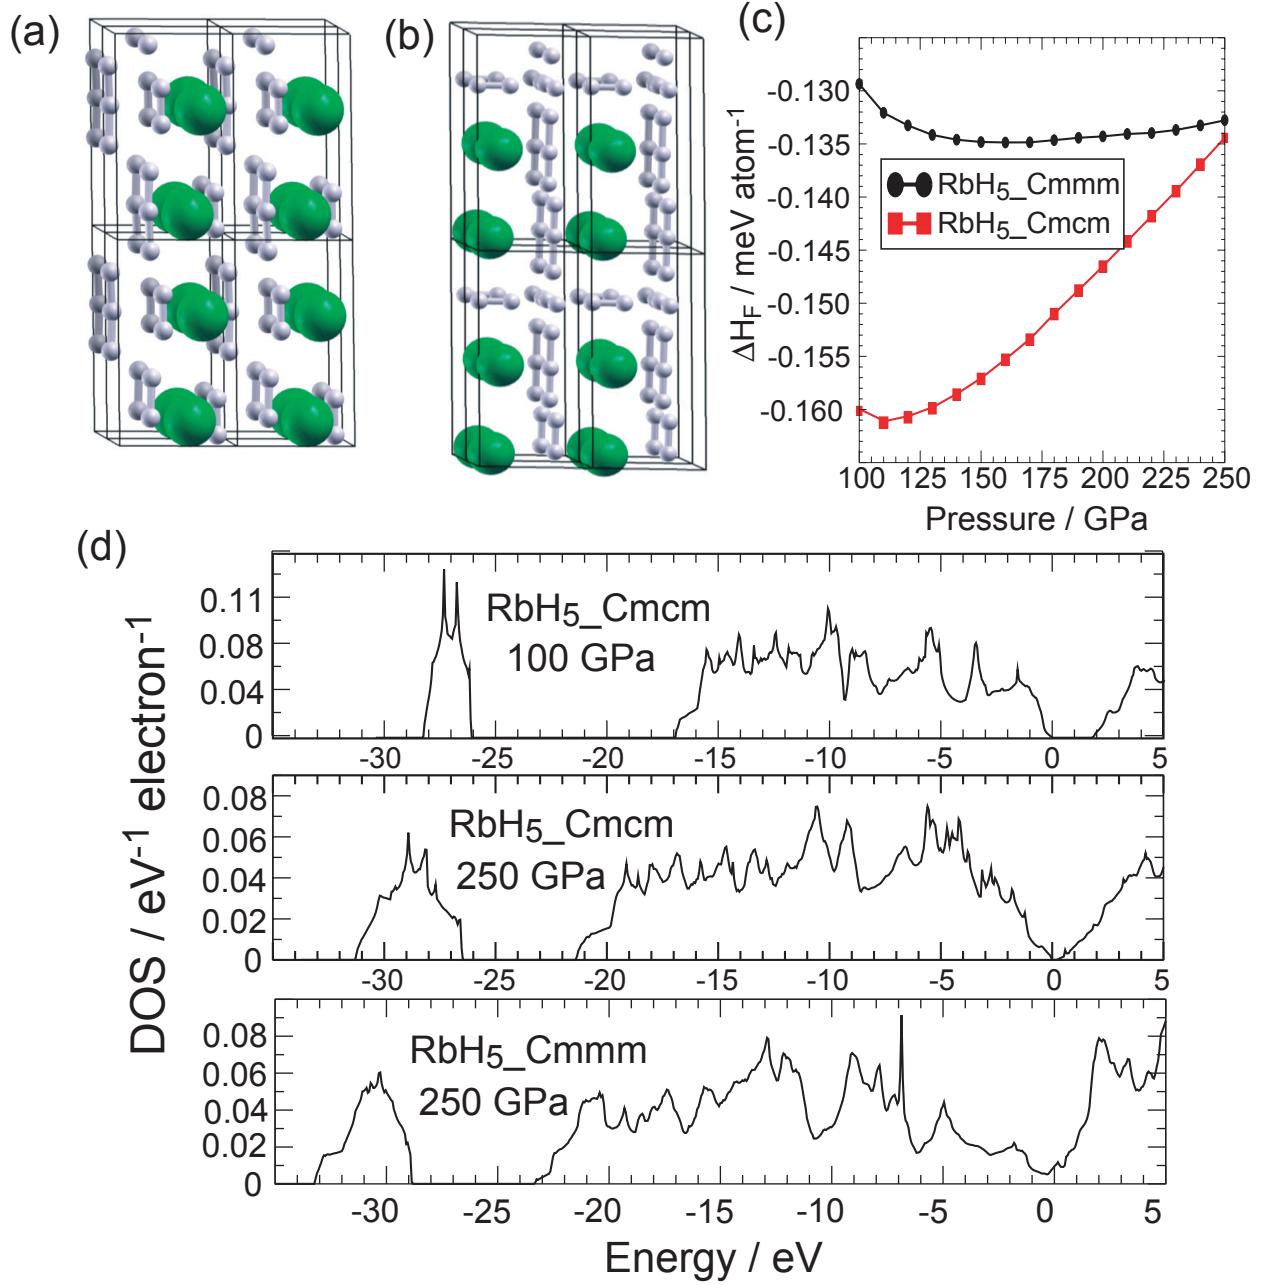 (a)
(b)
(c)
-0.130
-0.135
-0.140
-0.145
-0.150
-0.155
-0.160
ΔH_F / meV atom⁻¹
RbH₅_Cmmm
RbH₅_Cmcm
100 125 150 175 200 225 250
Pressure / GPa
(d)
DOS / eV⁻¹ electron⁻¹
0.11
0.08
0.04
0
RbH₅_Cmcm
100 GPa
-30 -25 -20 -15 -10 -5 0 5
0.08
0.06
0.04
0.02
0
RbH₅_Cmcm
250 GPa
-30 -25 -20 -15 -10 -5 0 5
0.08
0.06
0.04
0.02
0
RbH₅_Cmmm
250 GPa
-30 -25 -20 -15 -10 -5 0 5
Energy / eV